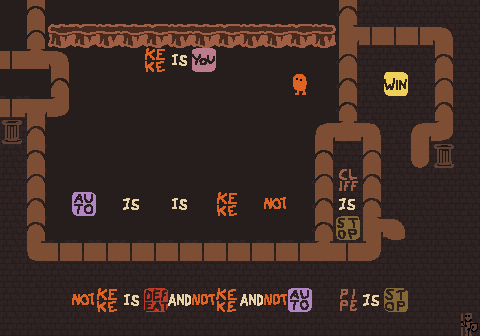 KEKE IS YOU
WIN
CLIFF
AUTO IS IS KEKE NOT IS
STOP
NOT KEKE IS DEFEAT AND NOT KEKE AND NOT AUTO PIPE IS STOP